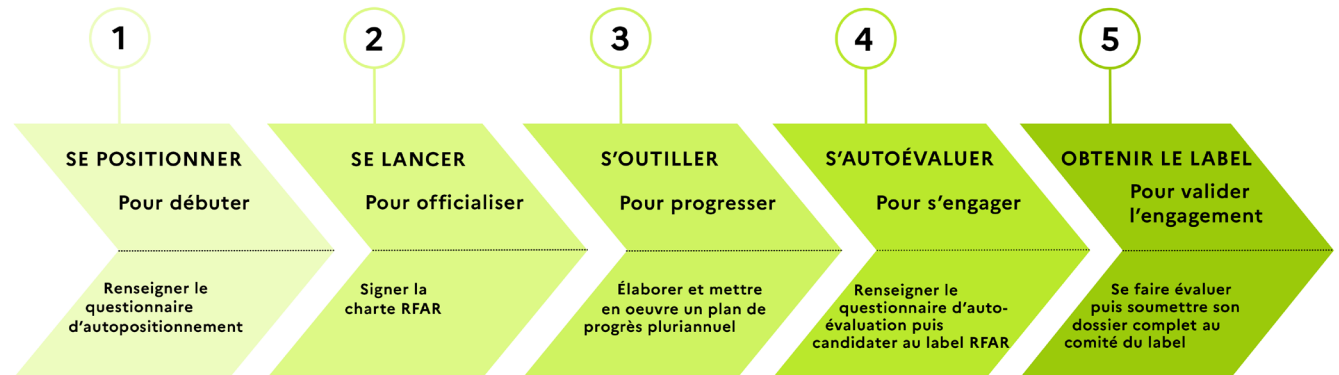 1
SE POSITIONNER
Pour débuter
Renseigner le
questionnaire
d'autopositionnement
2
SE LANCER
Pour officialiser
Signer la
charte RFAR
3
S'OUTILLER
Pour progresser
Élaborer et mettre
en oeuvre un plan de
progrès pluriannuel
4
S'AUTOÉVALUER
Pour s'engager
Renseigner le
questionnaire d'auto-
évaluation puis
candidater au label RFAR
5
OBTENIR LE LABEL
Pour valider
l'engagement
Se faire évaluer
puis soumettre son
dossier complet au
comité du label